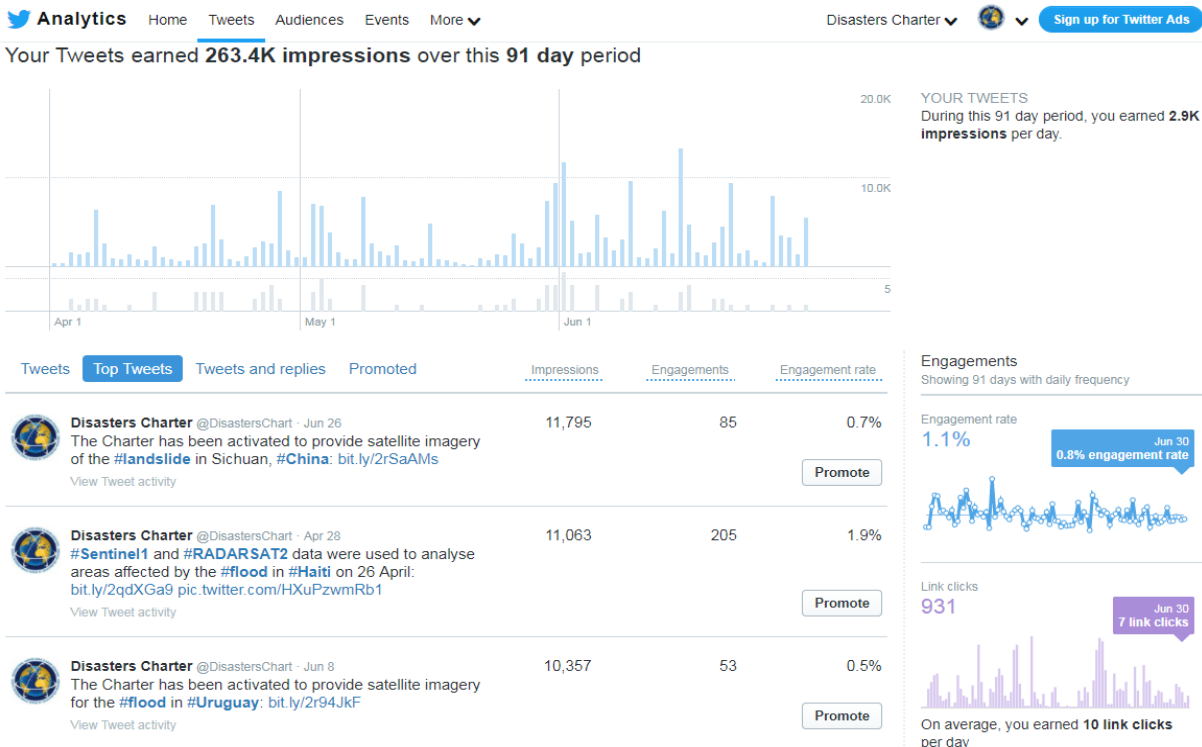 Analytics Home Tweets Audiences Events More Disasters Charter Sign up for Twitter Ads
Your Tweets earned 263.4K impressions over this 91 day period
20.0K
10.0K
5
Apr 1 May 1 Jun 1
YOUR TWEETS
During this 91 day period, you earned 2.9K
impressions per day.
Tweets Top Tweets Tweets and replies Promoted Impressions Engagements Engagement rate
Disasters Charter @DisastersChart · Jun 26 11,795 85 0.7%
The Charter has been activated to provide satellite imagery
of the #landslide in Sichuan, #China: bit.ly/2rSaAMs
View Tweet activity
Promote
Disasters Charter @DisastersChart · Apr 28 11,063 205 1.9%
#Sentinel1 and #RADARSAT2 data were used to analyse
areas affected by the #flood in #Haiti on 26 April:
bit.ly/2qdXGa9 pic.twitter.com/HXuPzwmRb1
View Tweet activity
Promote
Disasters Charter @DisastersChart · Jun 8 10,357 53 0.5%
The Charter has been activated to provide satellite imagery
for the #flood in #Uruguay: bit.ly/2r94JkF
View Tweet activity
Promote
Engagements
Showing 91 days with daily frequency
Engagement rate
1.1%
Jun 30
0.8% engagement rate
Link clicks
931
Jun 30
7 link clicks
On average, you earned 10 link clicks
per day